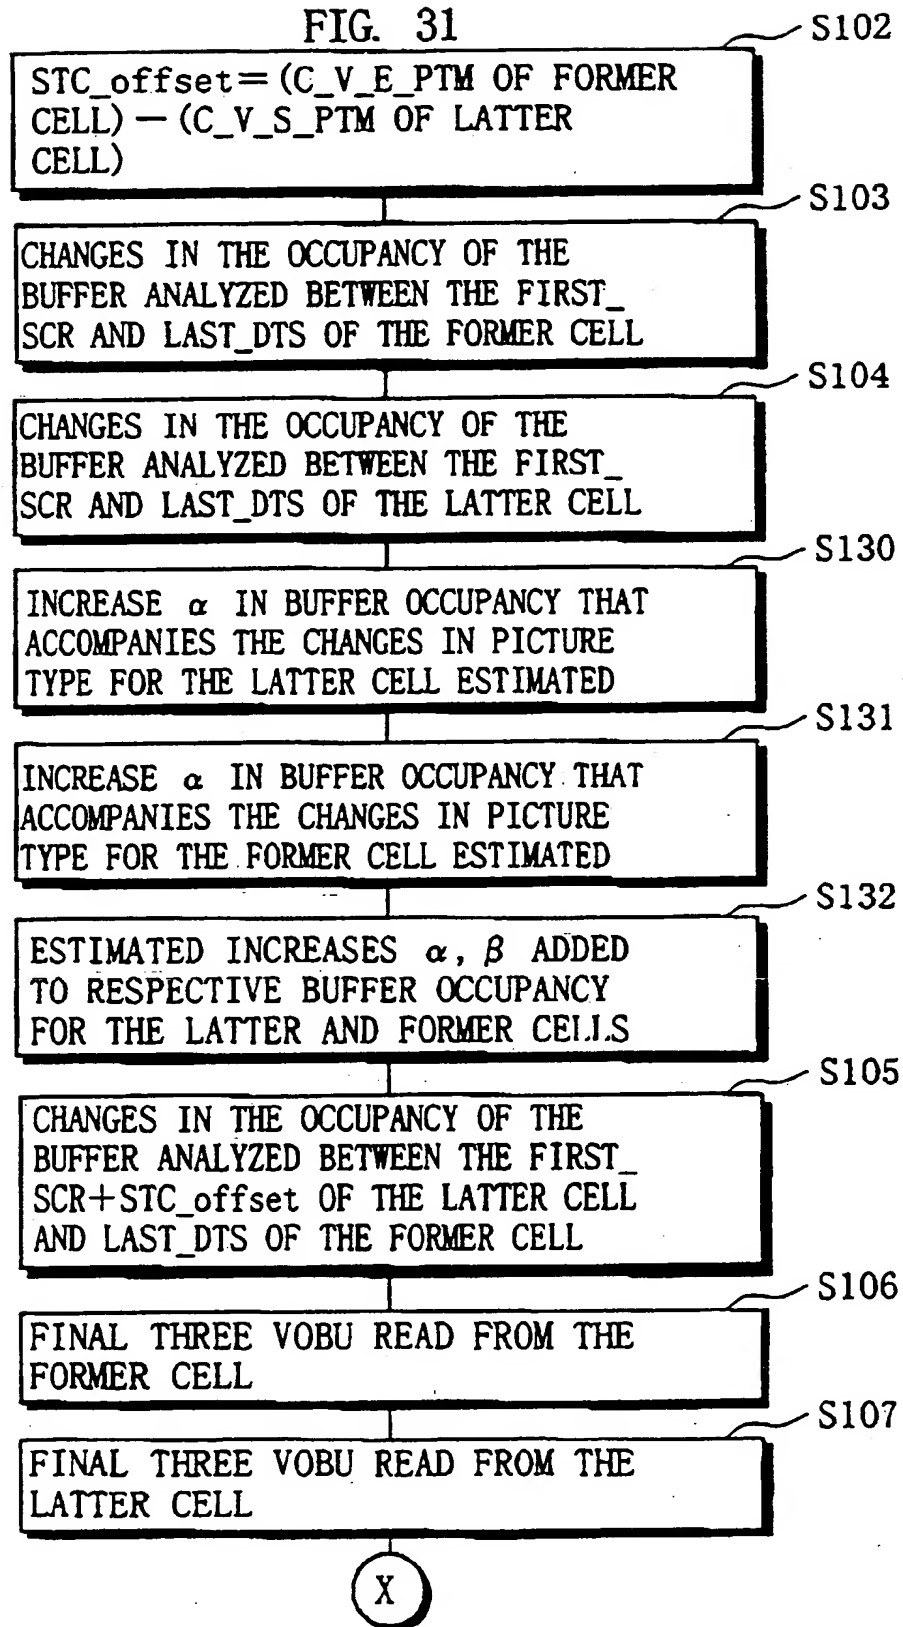 FIG. 31
S102
STC_offset=(C_V_E_PTM OF FORMER
CELL)−(C_V_S_PTM OF LATTER
CELL)
S103
CHANGES IN THE OCCUPANCY OF THE
BUFFER ANALYZED BETWEEN THE FIRST_
SCR AND LAST_DTS OF THE FORMER CELL
S104
CHANGES IN THE OCCUPANCY OF THE
BUFFER ANALYZED BETWEEN THE FIRST_
SCR AND LAST_DTS OF THE LATTER CELL
S130
INCREASE α IN BUFFER OCCUPANCY THAT
ACCOMPANIES THE CHANGES IN PICTURE
TYPE FOR THE LATTER CELL ESTIMATED
S131
INCREASE α IN BUFFER OCCUPANCY THAT
ACCOMPANIES THE CHANGES IN PICTURE
TYPE FOR THE FORMER CELL ESTIMATED
S132
ESTIMATED INCREASES α, β ADDED
TO RESPECTIVE BUFFER OCCUPANCY
FOR THE LATTER AND FORMER CELLS
S105
CHANGES IN THE OCCUPANCY OF THE
BUFFER ANALYZED BETWEEN THE FIRST_
SCR+STC_offset OF THE LATTER CELL
AND LAST_DTS OF THE FORMER CELL
S106
FINAL THREE VOBU READ FROM THE
FORMER CELL
S107
FINAL THREE VOBU READ FROM THE
LATTER CELL
X